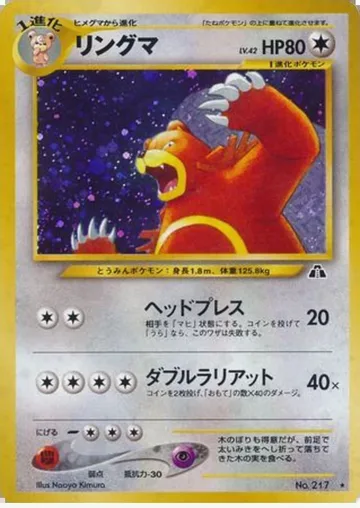 1進化
ヒメグマから進化
「たねポケモン」の上に重ねて進化させます。
リングマ
LV.42 HP80
1進化ポケモン
とうみんポケモン：身長1.8m、体重125.8kg
ヘッドプレス 20
相手を「マヒ」状態にする。コインを投げて
「うら」なら、このワザは失敗する。
ダブルラリアット 40×
コインを2枚投げ、「おもて」の数×40のダメージ。
にげる
木のぼりも得意だが、前足で
太いみきをへし折って落ちて
きた木の実を食べる。
弱点 抵抗力-30
Illus. Naoyo Kimura
No. 217